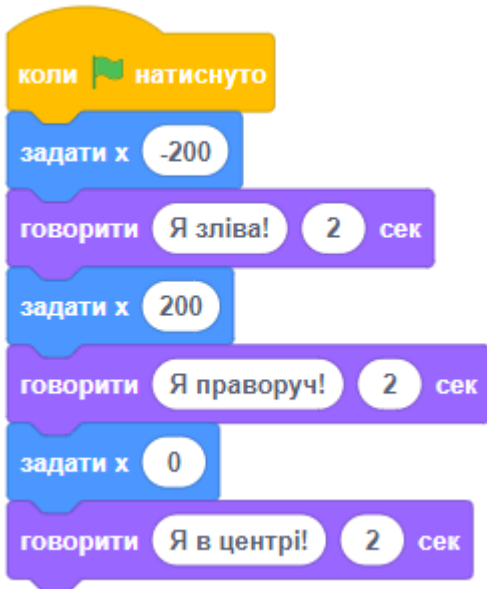 коли натиснуто
задати x -200
говорити Я зліва! 2 сек
задати x 200
говорити Я праворуч! 2 сек
задати x 0
говорити Я в центрі! 2 сек